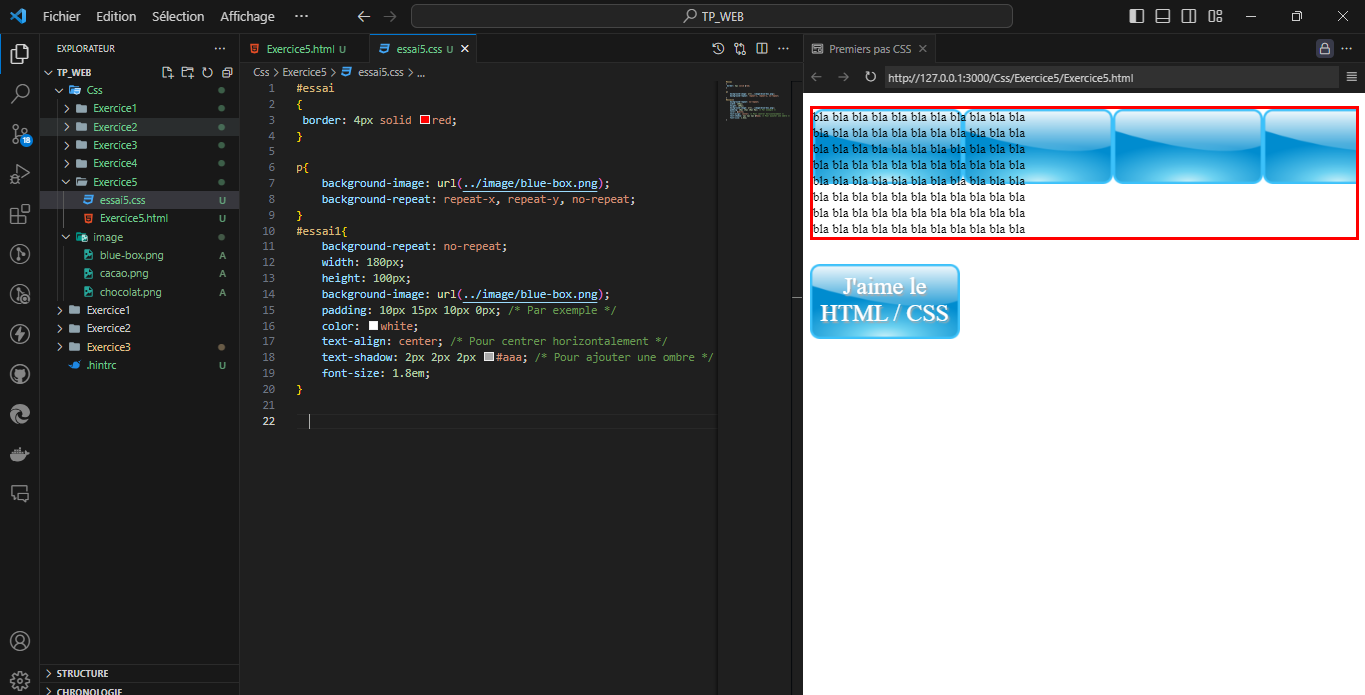 Fichier Edition Sélection Affichage ··· TP_WEB
EXPLORATEUR ···
TP_WEB
Css
Exercice1
Exercice2
Exercice3
Exercice4
Exercice5
essai5.css U
Exercice5.html U
image
blue-box.png A
cacao.png A
chocolat.png A
Exercice1
Exercice2
Exercice3
.hintrc U
STRUCTURE
CHRONOLOGIE
18
Exercice5.html U essai5.css U
Css > Exercice5 > essai5.css > ...
1 #essai
2 {
3 border: 4px solid red;
4 }
5
6 p{
7 background-image: url(../image/blue-box.png);
8 background-repeat: repeat-x, repeat-y, no-repeat;
9 }
10 #essai1{
11 background-repeat: no-repeat;
12 width: 180px;
13 height: 100px;
14 background-image: url(../image/blue-box.png);
15 padding: 10px 15px 10px 0px; /* Par exemple */
16 color: white;
17 text-align: center; /* Pour centrer horizontalement */
18 text-shadow: 2px 2px 2px #aaa; /* Pour ajouter une ombre */
19 font-size: 1.8em;
20 }
21
22
Premiers pas CSS
http://127.0.0.1:3000/Css/Exercice5/Exercice5.html
bla bla bla bla bla bla bla bla bla bla bla
bla bla bla bla bla bla bla bla bla bla bla
bla bla bla bla bla bla bla bla bla bla bla
bla bla bla bla bla bla bla bla bla bla bla
bla bla bla bla bla bla bla bla bla bla bla
bla bla bla bla bla bla bla bla bla bla bla
bla bla bla bla bla bla bla bla bla bla bla
bla bla bla bla bla bla bla bla bla bla bla
J'aime le
HTML / CSS